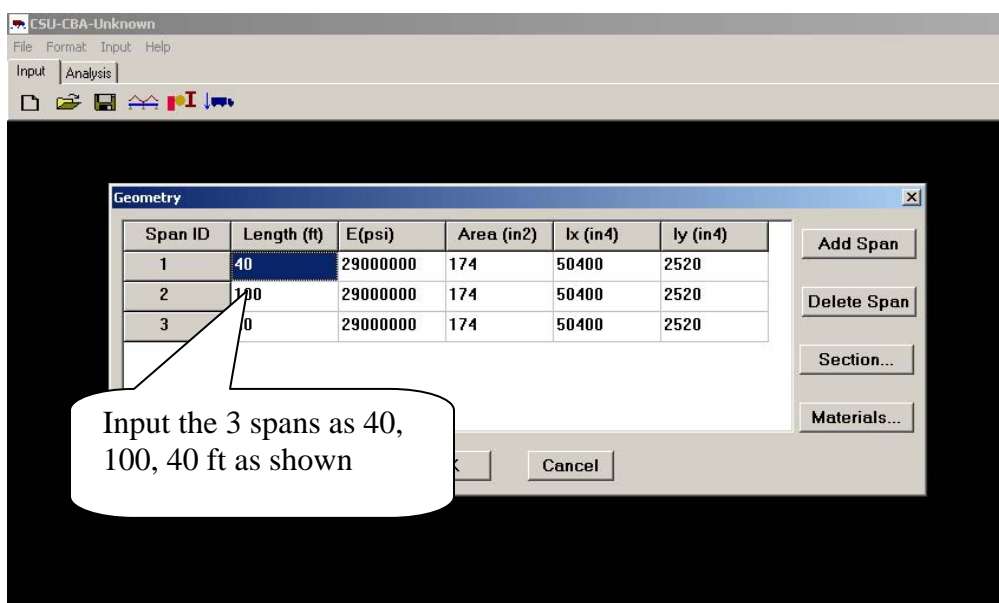 CSU-CBA-Unknown
File Format Input Help
Input Analysis
Geometry
Span ID Length (ft) E(psi) Area (in2) Ix (in4) Iy (in4)
1 40 29000000 174 50400 2520
2 100 29000000 174 50400 2520
3 29000000 174 50400 2520
Add Span
Delete Span
Section...
Materials...
Input the 3 spans as 40,
100, 40 ft as shown
Cancel